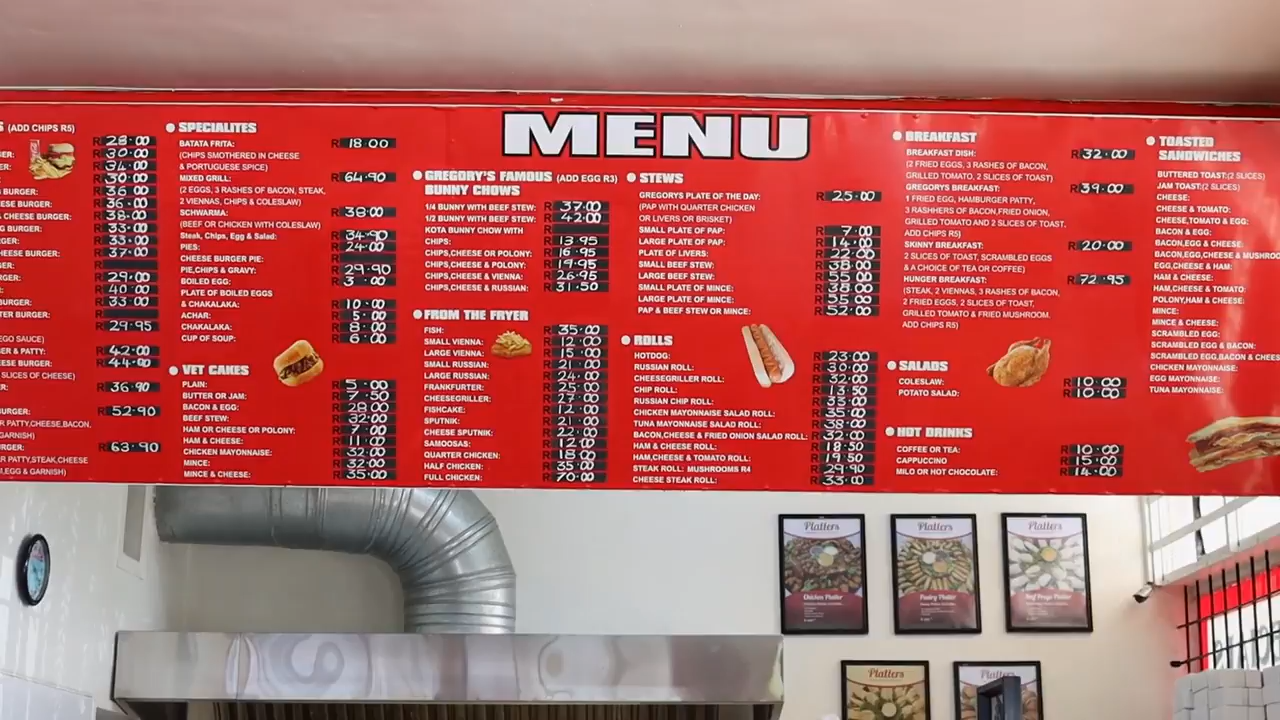 S (ADD CHIPS R5)
GER: 28.00
ER: 30.00
34.00
30.00
BURGER: 36.00
ESE BURGER: 36.00
& CHEESE BURGER: 38.00
G BURGER: 33.00
BURGER: 33.00
HEESE BURGER: 37.00
BURGER:
RGER: 29.00
40.00
BURGER: 33.00
TER BURGER:
R 29.95
EGO SAUCE)
ER & PATTY: R 42.00
ESE BURGER: R 44.90
SLICES OF CHEESE)
ER: R 36.90
BURGER: R 52.90
R PATTY,CHEESE,BACON,
GARNISH)
ER: R 63.90
R PATTY,STEAK,CHEESE
,EGG & GARNISH)
SPECIALITES
BATATA FRITA: R 18.00
(CHIPS SMOTHERED IN CHEESE
& PORTUGUESE SPICE)
MIXED GRILL: R 64.90
(2 EGGS, 3 RASHES OF BACON, STEAK,
2 VIENNAS, CHIPS & COLESLAW)
SCHWARMA: R 38.00
(BEEF OR CHICKEN WITH COLESLAW)
Steak, Chips, Egg & Salad: R 34.90
PIES: R 24.00
CHEESE BURGER PIE:
PIE,CHIPS & GRAVY: R 29.90
BOILED EGG: R 3.00
PLATE OF BOILED EGGS
& CHAKALAKA: R 10.00
ACHAR: R 5.00
CHAKALAKA: R 8.00
CUP OF SOUP: R 6.00
VET CAKES
PLAIN: R 5.00
BUTTER OR JAM: R 7.50
BACON & EGG: R 28.00
BEEF STEW: R 32.00
HAM OR CHEESE OR POLONY: R 7.00
HAM & CHEESE: R 11.00
CHICKEN MAYONNAISE: R 32.00
MINCE: R 32.00
MINCE & CHEESE: R 35.00
MENU
GREGORY'S FAMOUS (ADD EGG R3)
BUNNY CHOWS
1/4 BUNNY WITH BEEF STEW: R 37.00
1/2 BUNNY WITH BEEF STEW: R 42.00
KOTA BUNNY CHOW WITH
CHIPS: R 13.95
CHIPS,CHEESE OR POLONY: R 16.95
CHIPS,CHEESE & POLONY: R 19.95
CHIPS,CHEESE & VIENNA: R 26.95
CHIPS,CHEESE & RUSSIAN: R 31.50
FROM THE FRYER
FISH: R 35.00
SMALL VIENNA: R 12.00
LARGE VIENNA: R 15.00
SMALL RUSSIAN: R 21.00
LARGE RUSSIAN: R 24.00
FRANKFURTER: R 25.00
CHEESEGRILLER: R 27.00
FISHCAKE: R 12.00
SPUTNIK: R 21.00
CHEESE SPUTNIK: R 22.00
SAMOOSAS: R 12.00
QUARTER CHICKEN: R 18.00
HALF CHICKEN: R 35.00
FULL CHICKEN: R 70.00
STEWS
GREGORYS PLATE OF THE DAY: R 25.00
(PAP WITH QUARTER CHICKEN
OR LIVERS OR BRISKET)
SMALL PLATE OF PAP: R 7.00
LARGE PLATE OF PAP: R 14.00
PLATE OF LIVERS: R 22.00
SMALL BEEF STEW: R 38.00
LARGE BEEF STEW: R 55.00
SMALL PLATE OF MINCE: R 38.00
LARGE PLATE OF MINCE: R 55.00
PAP & BEEF STEW OR MINCE: R 52.00
ROLLS
HOTDOG: R 23.00
RUSSIAN ROLL: R 30.00
CHEESEGRILLER ROLL: R 32.00
CHIP ROLL: R 13.50
RUSSIAN CHIP ROLL: R 35.00
CHICKEN MAYONNAISE SALAD ROLL: R 35.00
TUNA MAYONNAISE SALAD ROLL: R 38.00
BACON,CHEESE & FRIED ONION SALAD ROLL: R 32.00
HAM & CHEESE ROLL: R 18.50
HAM,CHEESE & TOMATO ROLL: R 19.50
STEAK ROLL: MUSHROOMS R4 R 29.90
CHEESE STEAK ROLL: R 33.00
BREAKFAST
BREAKFAST DISH: R 32.00
(2 FRIED EGGS, 3 RASHES OF BACON,
GRILLED TOMATO, 2 SLICES OF TOAST)
GREGORYS BREAKFAST: R 39.00
1 FRIED EGG, HAMBURGER PATTY,
3 RASHHERS OF BACON,FRIED ONION,
GRILLED TOMATO AND 2 SLICES OF TOAST,
ADD CHIPS R5)
SKINNY BREAKFAST: R 20.00
2 SLICES OF TOAST, SCRAMBLED EGGS
& A CHOICE OF TEA OR COFFEE)
HUNGER BREAKFAST: R 72.95
(STEAK, 2 VIENNAS, 3 RASHES OF BACON,
2 FRIED EGGS, 2 SLICES OF TOAST,
GRILLED TOMATO & FRIED MUSHROOM.
ADD CHIPS R5)
SALADS
COLESLAW: R 10.00
POTATO SALAD: R 10.00
HOT DRINKS
COFFEE OR TEA: R 10.00
CAPPUCCINO R 15.00
MILO OR HOT CHOCOLATE: R 14.00
TOASTED
SANDWICHES
BUTTERED TOAST:(2 SLICES)
JAM TOAST:(2 SLICES)
CHEESE:
CHEESE & TOMATO:
CHEESE,TOMATO & EGG:
BACON & EGG:
BACON,EGG & CHEESE:
BACON,EGG,CHEESE & MUSHROO
EGG,CHEESE & HAM:
HAM & CHEESE:
HAM,CHEESE & TOMATO:
POLONY,HAM & CHEESE:
MINCE:
MINCE & CHEESE:
SCRAMBLED EGG:
SCRAMBLED EGG & BACON:
SCRAMBLED EGG,BACON & CHEES
CHICKEN MAYONNAISE:
EGG MAYONNAISE:
TUNA MAYONNAISE:
Platters
Chicken Platter
Platters
Pastry Platter
Platters
Platters
Platters